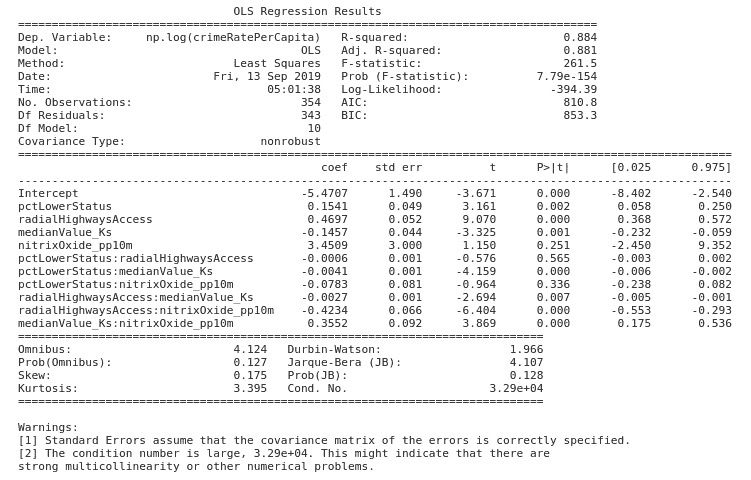 OLS Regression Results
==============================================================================
Dep. Variable:     np.log(crimeRatePerCapita)   R-squared:                       0.884
Model:                                    OLS   Adj. R-squared:                  0.881
Method:                         Least Squares   F-statistic:                     261.5
Date:                        Fri, 13 Sep 2019   Prob (F-statistic):          7.79e-154
Time:                                05:01:38   Log-Likelihood:                -394.39
No. Observations:                         354   AIC:                             810.8
Df Residuals:                             343   BIC:                             853.3
Df Model:                                  10
Covariance Type:                    nonrobust
==============================================================================
coef    std err          t      P>|t|      [0.025      0.975]
------------------------------------------------------------------------------
Intercept                                 -5.4707      1.490     -3.671      0.000      -8.402      -2.540
pctLowerStatus                             0.1541      0.049      3.161      0.002       0.058       0.250
radialHighwaysAccess                       0.4697      0.052      9.070      0.000       0.368       0.572
medianValue_Ks                            -0.1457      0.044     -3.325      0.001      -0.232      -0.059
nitrixOxide_pp10m                          3.4509      3.000      1.150      0.251      -2.450       9.352
pctLowerStatus:radialHighwaysAccess       -0.0006      0.001     -0.576      0.565      -0.003       0.002
pctLowerStatus:medianValue_Ks             -0.0041      0.001     -4.159      0.000      -0.006      -0.002
pctLowerStatus:nitrixOxide_pp10m          -0.0783      0.081     -0.964      0.336      -0.238       0.082
radialHighwaysAccess:medianValue_Ks       -0.0027      0.001     -2.694      0.007      -0.005      -0.001
radialHighwaysAccess:nitrixOxide_pp10m    -0.4234      0.066     -6.404      0.000      -0.553      -0.293
medianValue_Ks:nitrixOxide_pp10m           0.3552      0.092      3.869      0.000       0.175       0.536
==============================================================================
Omnibus:                        4.124   Durbin-Watson:                   1.966
Prob(Omnibus):                  0.127   Jarque-Bera (JB):                4.107
Skew:                           0.175   Prob(JB):                        0.128
Kurtosis:                       3.395   Cond. No.                     3.29e+04
==============================================================================
Warnings:
[1] Standard Errors assume that the covariance matrix of the errors is correctly specified.
[2] The condition number is large, 3.29e+04. This might indicate that there are
strong multicollinearity or other numerical problems.